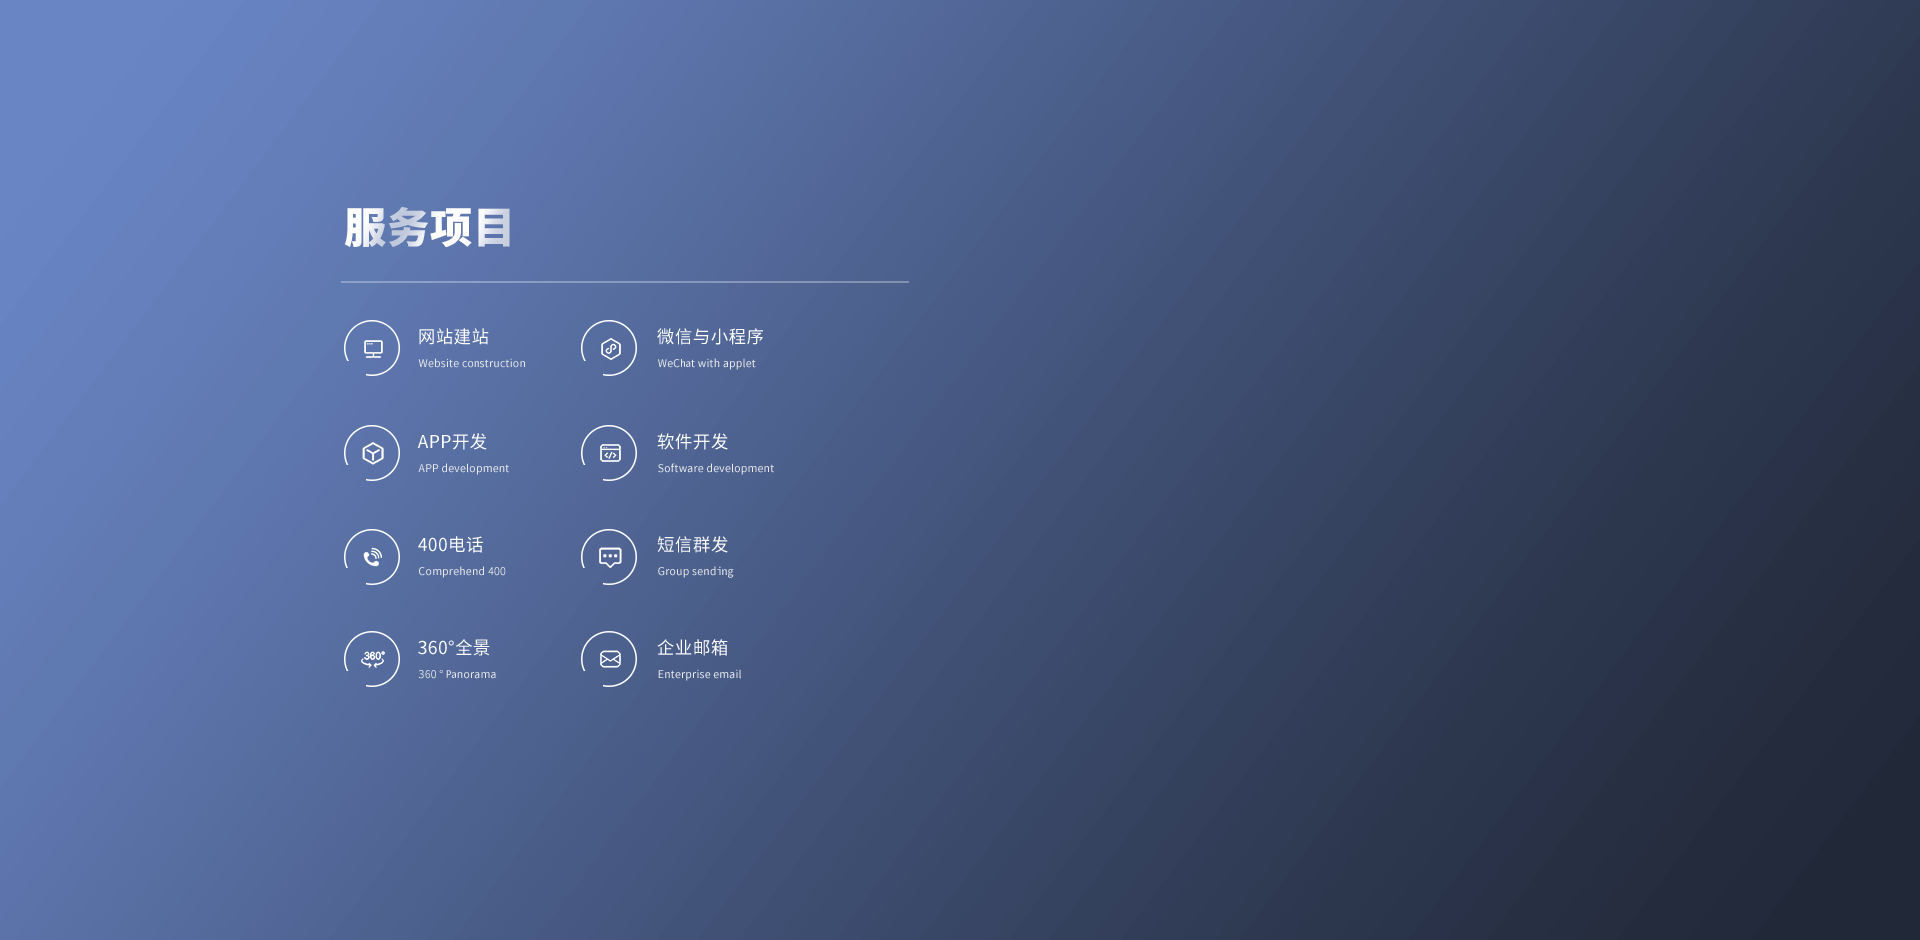 服务项目
网站建站
Website construction
微信与小程序
WeChat with applet
APP开发
APP development
软件开发
Software development
400电话
Comprehend 400
短信群发
Group sending
360°
360°全景
360 ° Panorama
企业邮箱
Enterprise email